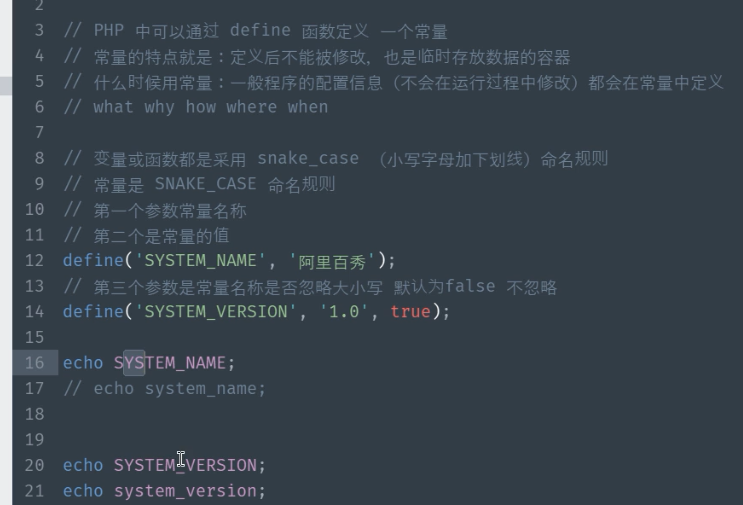 2
3 // PHP 中可以通过 define 函数定义 一个常量
4 // 常量的特点就是：定义后不能被修改，也是临时存放数据的容器
5 // 什么时候用常量：一般程序的配置信息（不会在运行过程中修改）都会在常量中定义
6 // what why how where when
7
8 // 变量或函数都是采用 snake_case （小写字母加下划线）命名规则
9 // 常量是 SNAKE_CASE 命名规则
10 // 第一个参数常量名称
11 // 第二个是常量的值
12 define('SYSTEM_NAME', '阿里百秀');
13 // 第三个参数是常量名称是否忽略大小写 默认为false 不忽略
14 define('SYSTEM_VERSION', '1.0', true);
15
16 echo SYSTEM_NAME;
17 // echo system_name;
18
19
20 echo SYSTEM_VERSION;
21 echo system_version;